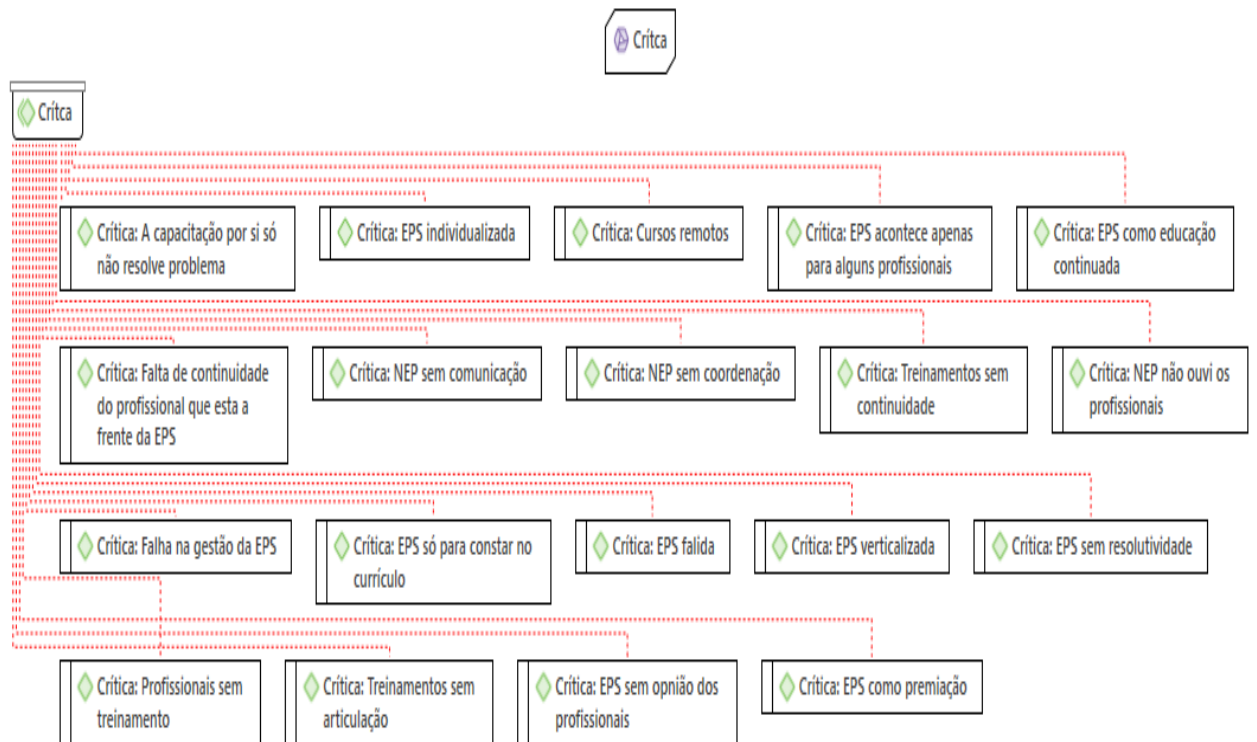 Crítca
Crítca
Crítica: A capacitação por si só
não resolve problema
Crítica: EPS individualizada
Crítica: Cursos remotos
Crítica: EPS acontece apenas
para alguns profissionais
Crítica: EPS como educação
continuada
Crítica: Falta de continuidade
do profissional que esta a
frente da EPS
Crítica: NEP sem comunicação
Crítica: NEP sem coordenação
Crítica: Treinamentos sem
continuidade
Crítica: NEP não ouvi os
profissionais
Crítica: Falha na gestão da EPS
Crítica: EPS só para constar no
currículo
Crítica: EPS falida
Crítica: EPS verticalizada
Crítica: EPS sem resolutividade
Crítica: Profissionais sem
treinamento
Crítica: Treinamentos sem
articulação
Crítica: EPS sem opnião dos
profissionais
Crítica: EPS como premiação